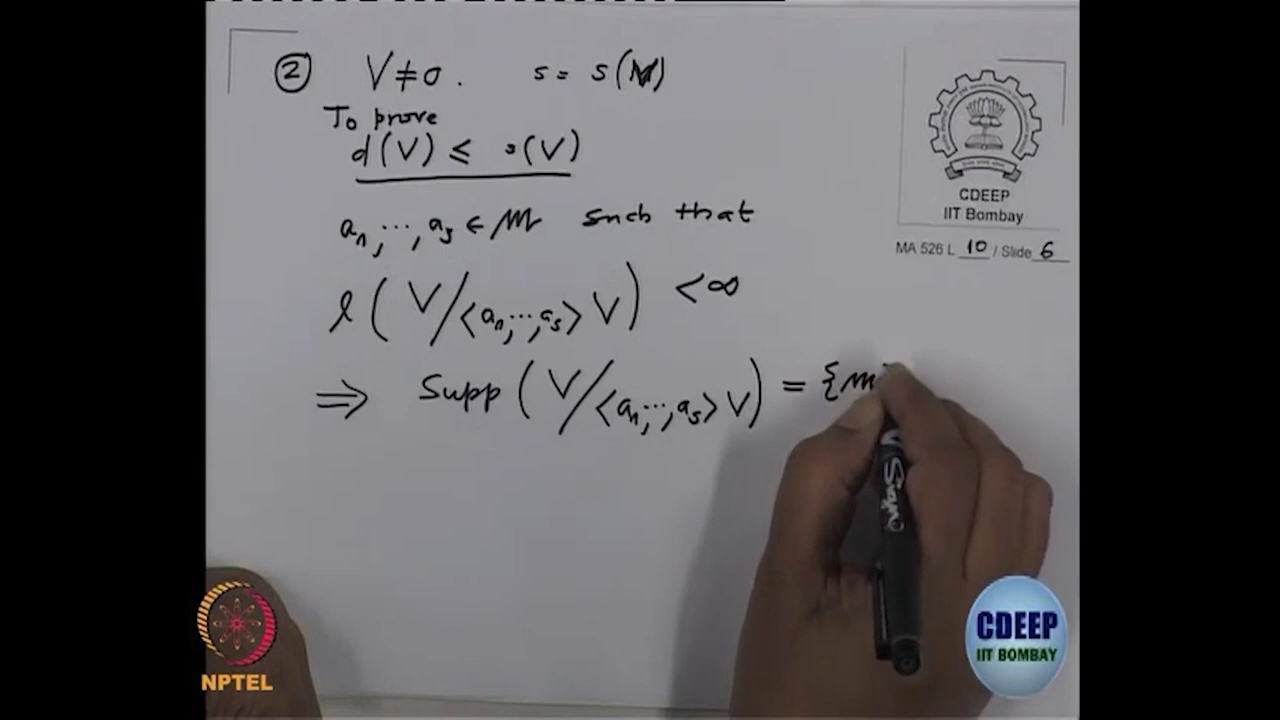 ② V ≠ 0 . s = s(V)
To prove
d(V) ≤ s(V)
a₁, ⋯, aₛ ∈ 𝔪 such that
ℓ(V/<a₁, ⋯, aₛ> V) < ∞
⇒ Supp (V/<a₁, ⋯, aₛ> V) = {𝔪
CDEEP
IIT Bombay
MA 526 L 10 / Slide 6
NPTEL
CDEEP
IIT BOMBAY